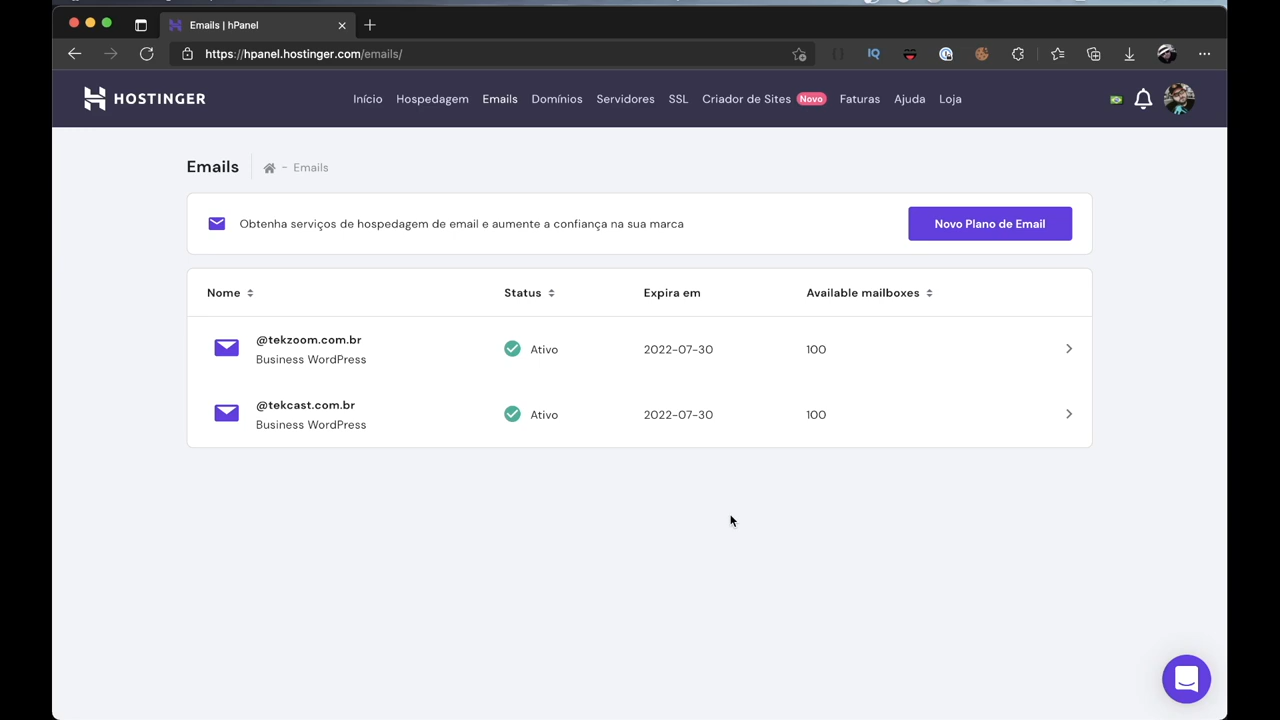 Emails | hPanel
https://hpanel.hostinger.com/emails/
IQ
HOSTINGER
Início Hospedagem Emails Domínios Servidores SSL Criador de Sites Novo Faturas Ajuda Loja
Emails - Emails
Obtenha serviços de hospedagem de email e aumente a confiança na sua marca
Novo Plano de Email
Nome Status Expira em Available mailboxes
@tekzoom.com.br
Business WordPress
Ativo 2022-07-30 100
@tekcast.com.br
Business WordPress
Ativo 2022-07-30 100